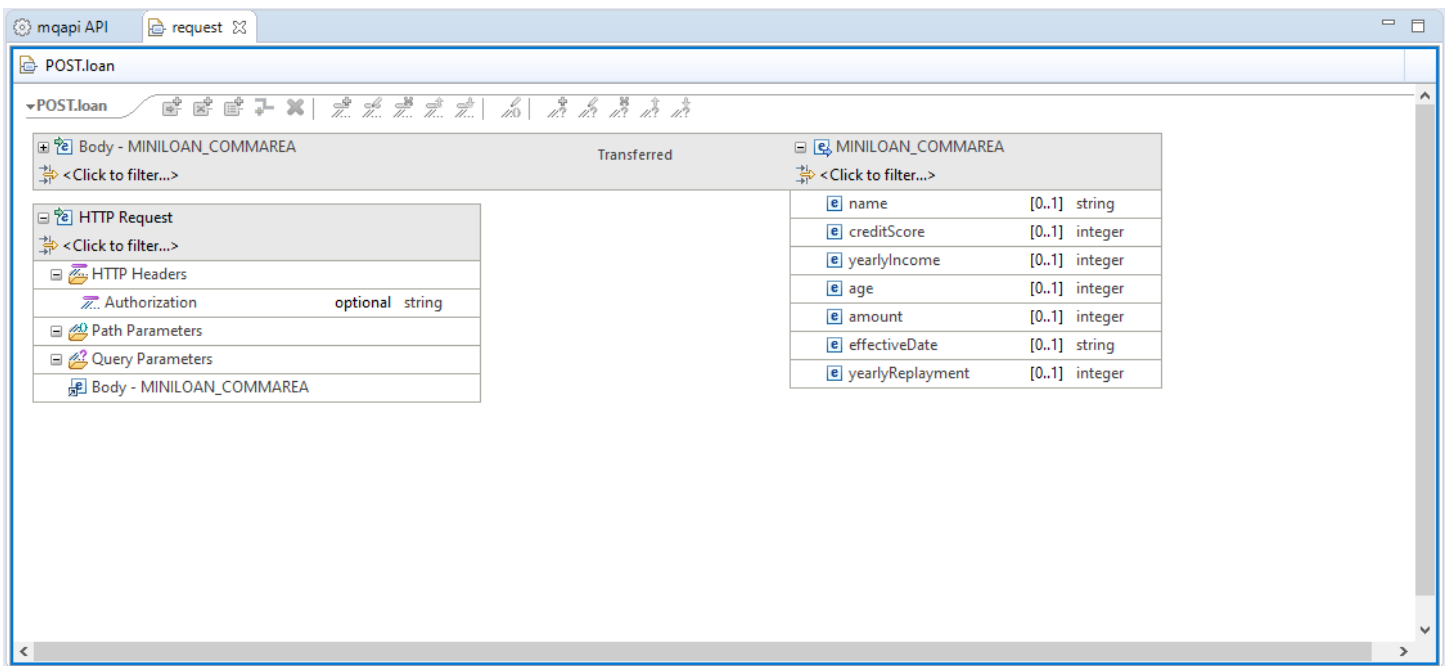 mqapi API request
POST.loan
POST.loan
Body - MINILOAN_COMMAREA
<Click to filter...>
Transferred
MINILOAN_COMMAREA
<Click to filter...>
name [0..1] string
creditScore [0..1] integer
yearlyIncome [0..1] integer
age [0..1] integer
amount [0..1] integer
effectiveDate [0..1] string
yearlyReplayment [0..1] integer
HTTP Request
<Click to filter...>
HTTP Headers
Authorization optional string
Path Parameters
Query Parameters
Body - MINILOAN_COMMAREA